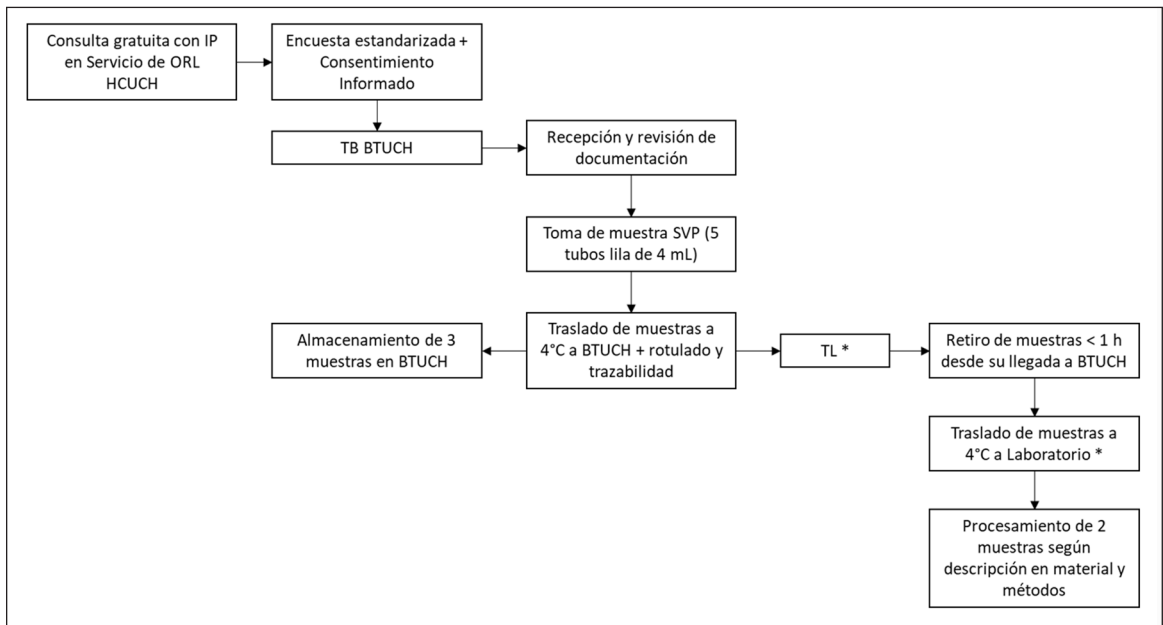 Consulta gratuita con IP
en Servicio de ORL
HCUCH
Encuesta estandarizada +
Consentimiento
Informado
TB BTUCH
Recepción y revisión de
documentación
Toma de muestra SVP (5
tubos lila de 4 mL)
Traslado de muestras a
4°C a BTUCH + rotulado y
trazabilidad
Almacenamiento de 3
muestras en BTUCH
TL *
Retiro de muestras < 1 h
desde su llegada a BTUCH
Traslado de muestras a
4°C a Laboratorio *
Procesamiento de 2
muestras según
descripción en material y
métodos